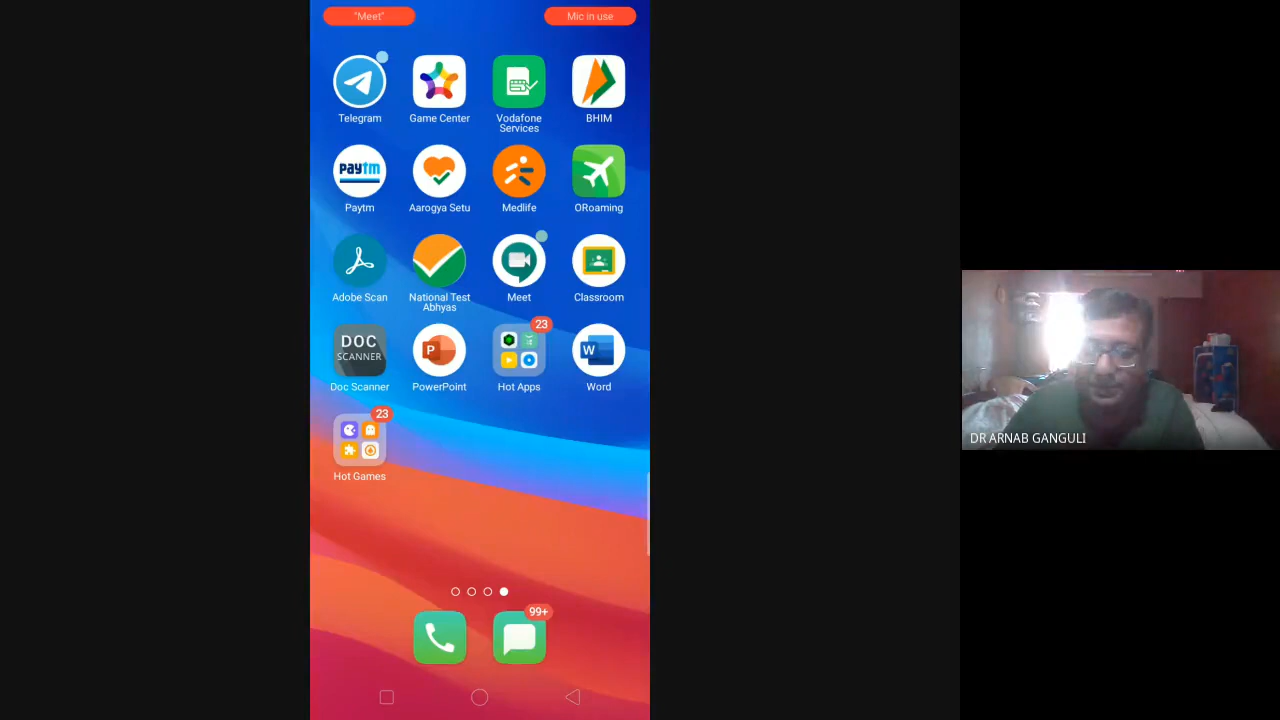 "Meet"
Mic in use
Telegram
Game Center
Vodafone
Services
BHIM
paytm
Paytm
Aarogya Setu
Medlife
ORoaming
Adobe Scan
National Test
Abhyas
Meet
Classroom
DOC
SCANNER
Doc Scanner
P
PowerPoint
23
Hot Apps
W
Word
23
Hot Games
99+
DR ARNAB GANGULI